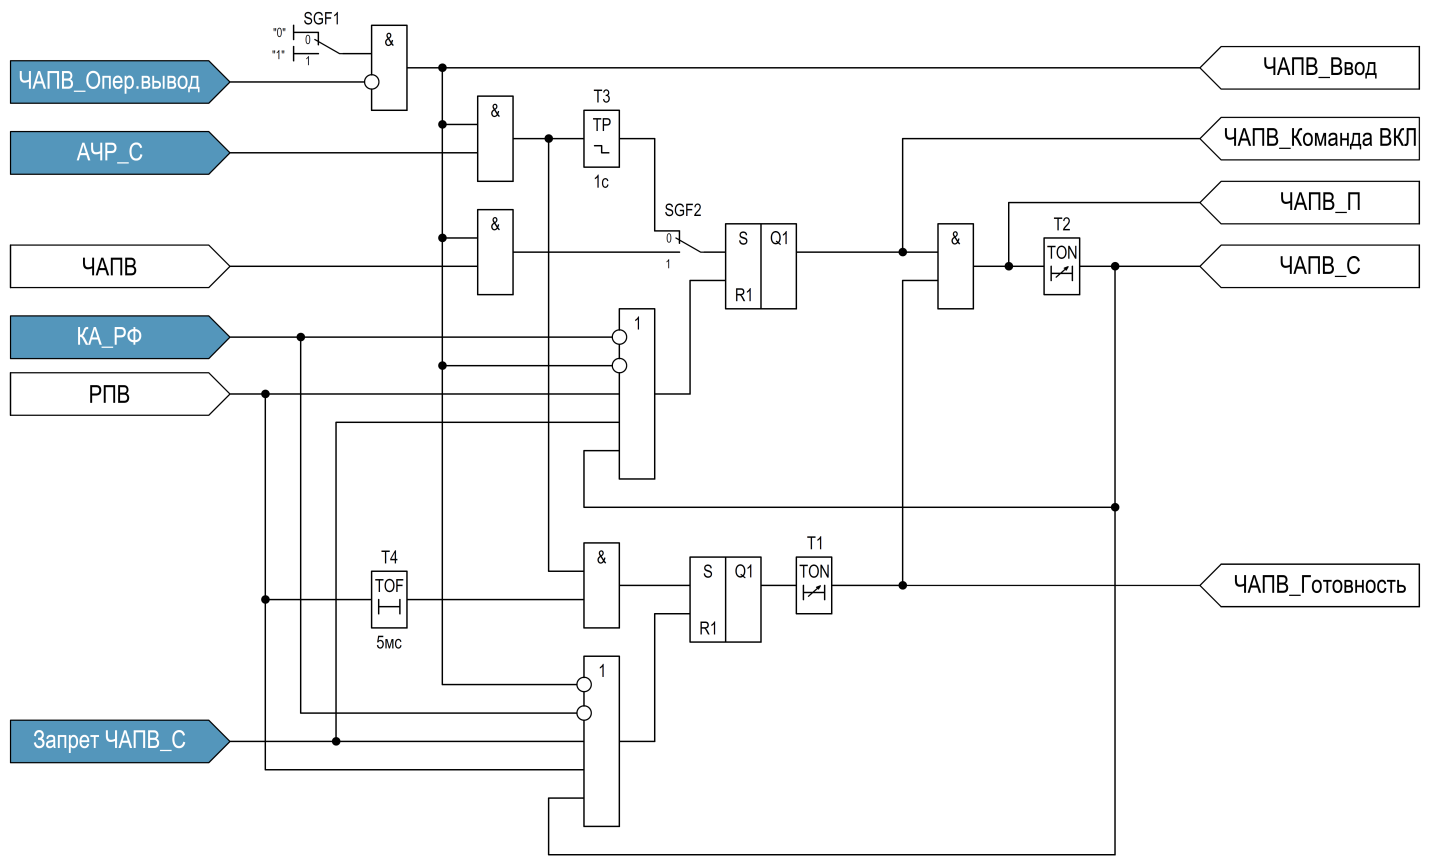 SGF1
"0"
0
"1"
1
&
ЧАПВ_Опер.вывод
ЧАПВ_Ввод
&
T3
TP
1с
АЧР_С
ЧАПВ_Команда ВКЛ
ЧАПВ_П
&
SGF2
0
1
S
Q1
R1
&
T2
TON
ЧАПВ
ЧАПВ_С
КА_РФ
1
РПВ
T4
TOF
5мс
&
S
Q1
R1
T1
TON
ЧАПВ_Готовность
1
Запрет ЧАПВ_С